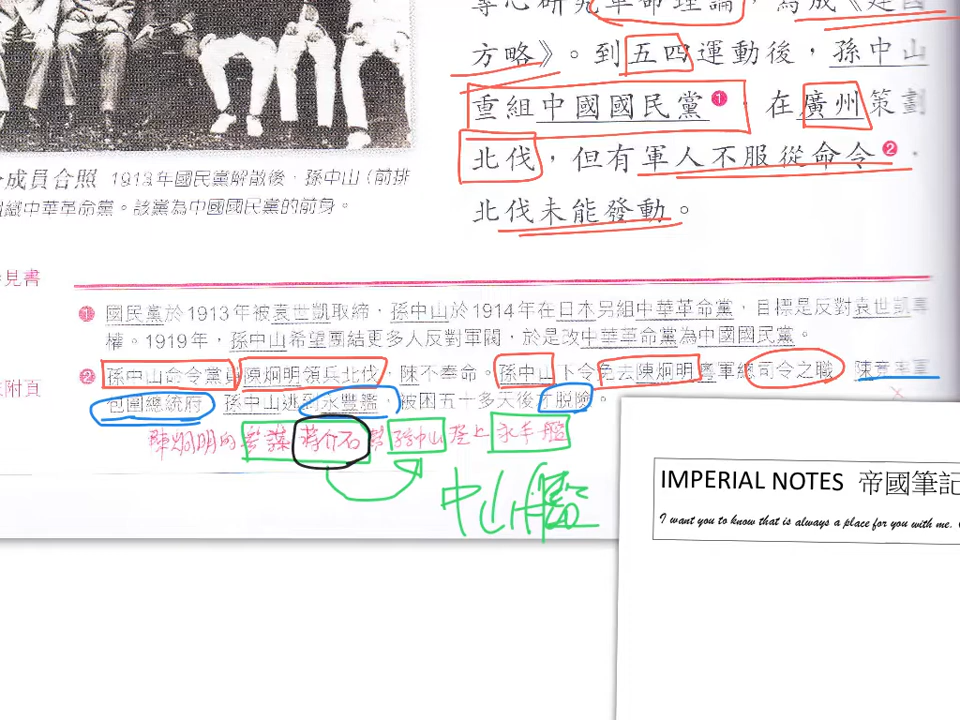 專心研究革命理論，寫成《建國
方略》。到五四運動後，孫中山
重組中國國民黨❶，在廣州策劃
北伐，但有軍人不服從命令❷，
北伐未能發動。
成員合照 1913年國民黨解散後，孫中山（前排
組織中華革命黨。該黨為中國國民黨的前身。
見書
❶ 國民黨於1913年被袁世凱取締，孫中山於1914年在日本另組中華革命黨，目標是反對袁世凱專
權。1919年，孫中山希望團結更多人反對軍閥，於是改中華革命黨為中國國民黨。
❷ 孫中山命令黨員陳炯明領兵北伐，陳不奉命。孫中山下令免去陳炯明粵軍總司令之職，陳竟率軍
附頁
包圍總統府，孫中山逃到永豐艦，被困五十多天後才脫險。
陳炯明的 蔣介石 孫中山 登上 永丰艦
中山艦
IMPERIAL NOTES 帝國筆記
I want you to know that is always a place for you with me.